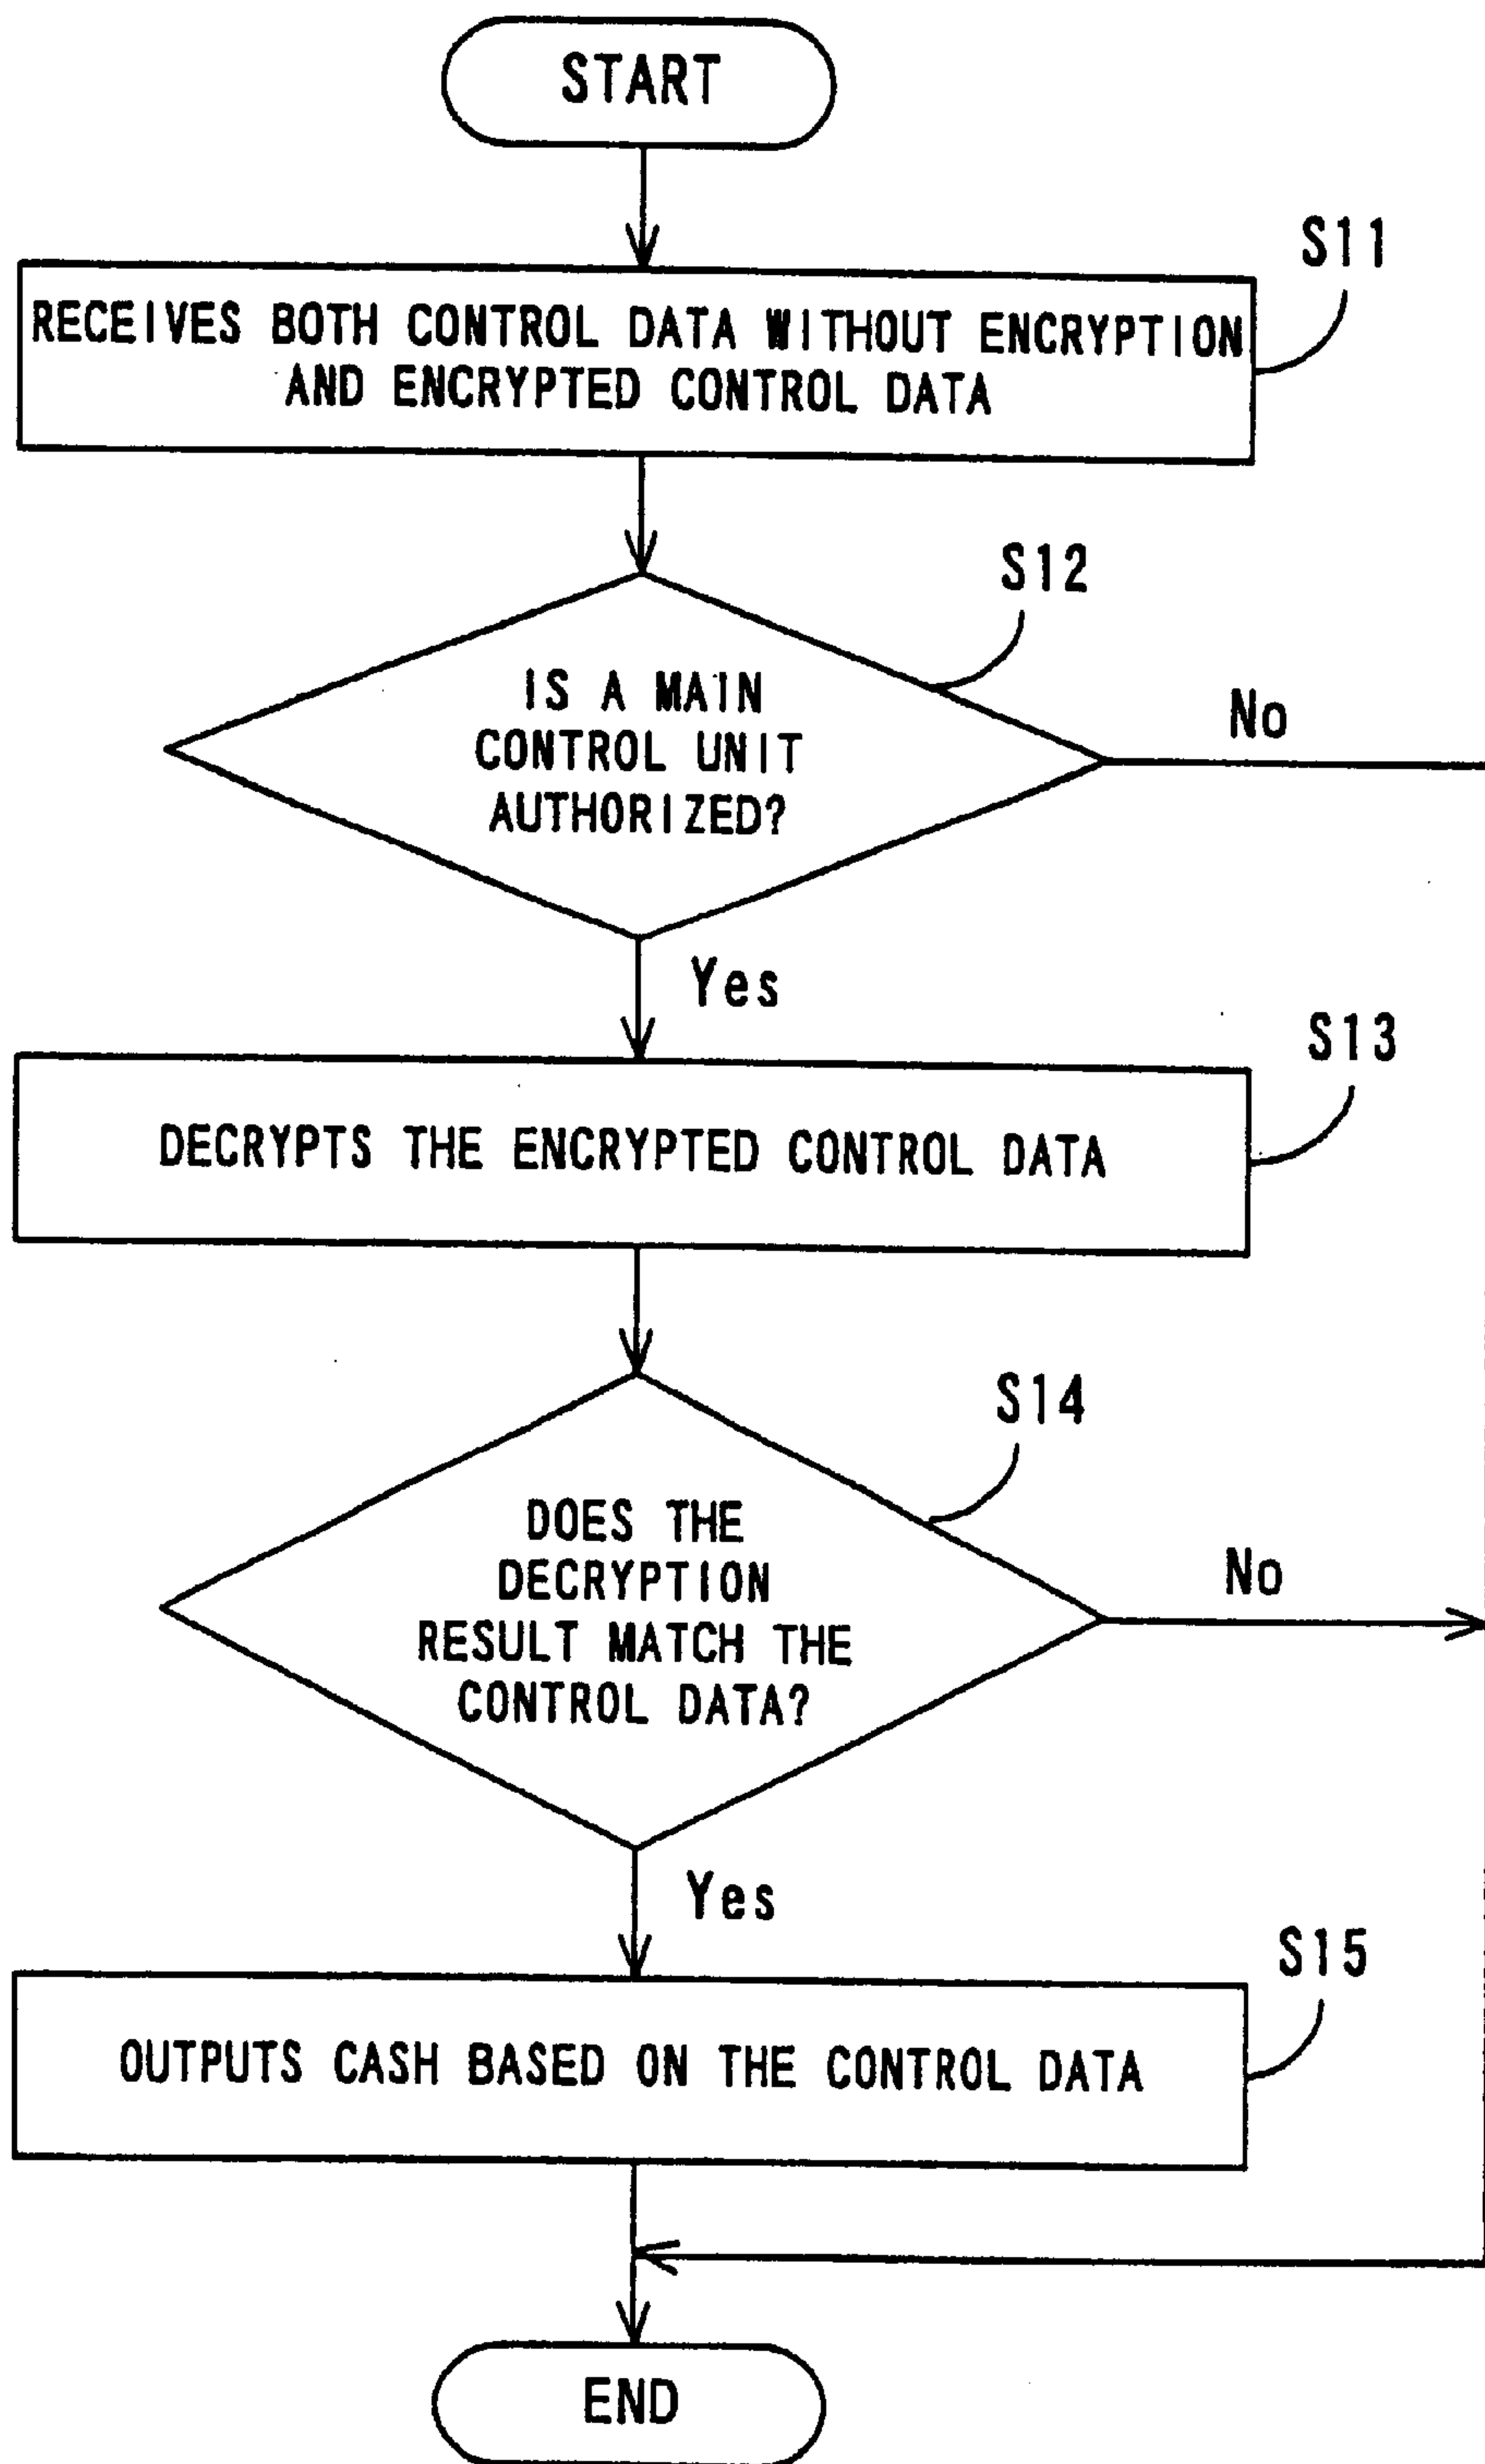 START
S11
RECEIVES BOTH CONTROL DATA WITHOUT ENCRYPTION
AND ENCRYPTED CONTROL DATA
S12
IS A MAIN
CONTROL UNIT
AUTHORIZED?
No
Yes
S13
DECRYPTS THE ENCRYPTED CONTROL DATA
S14
DOES THE
DECRYPTION
RESULT MATCH THE
CONTROL DATA?
No
Yes
S15
OUTPUTS CASH BASED ON THE CONTROL DATA
END